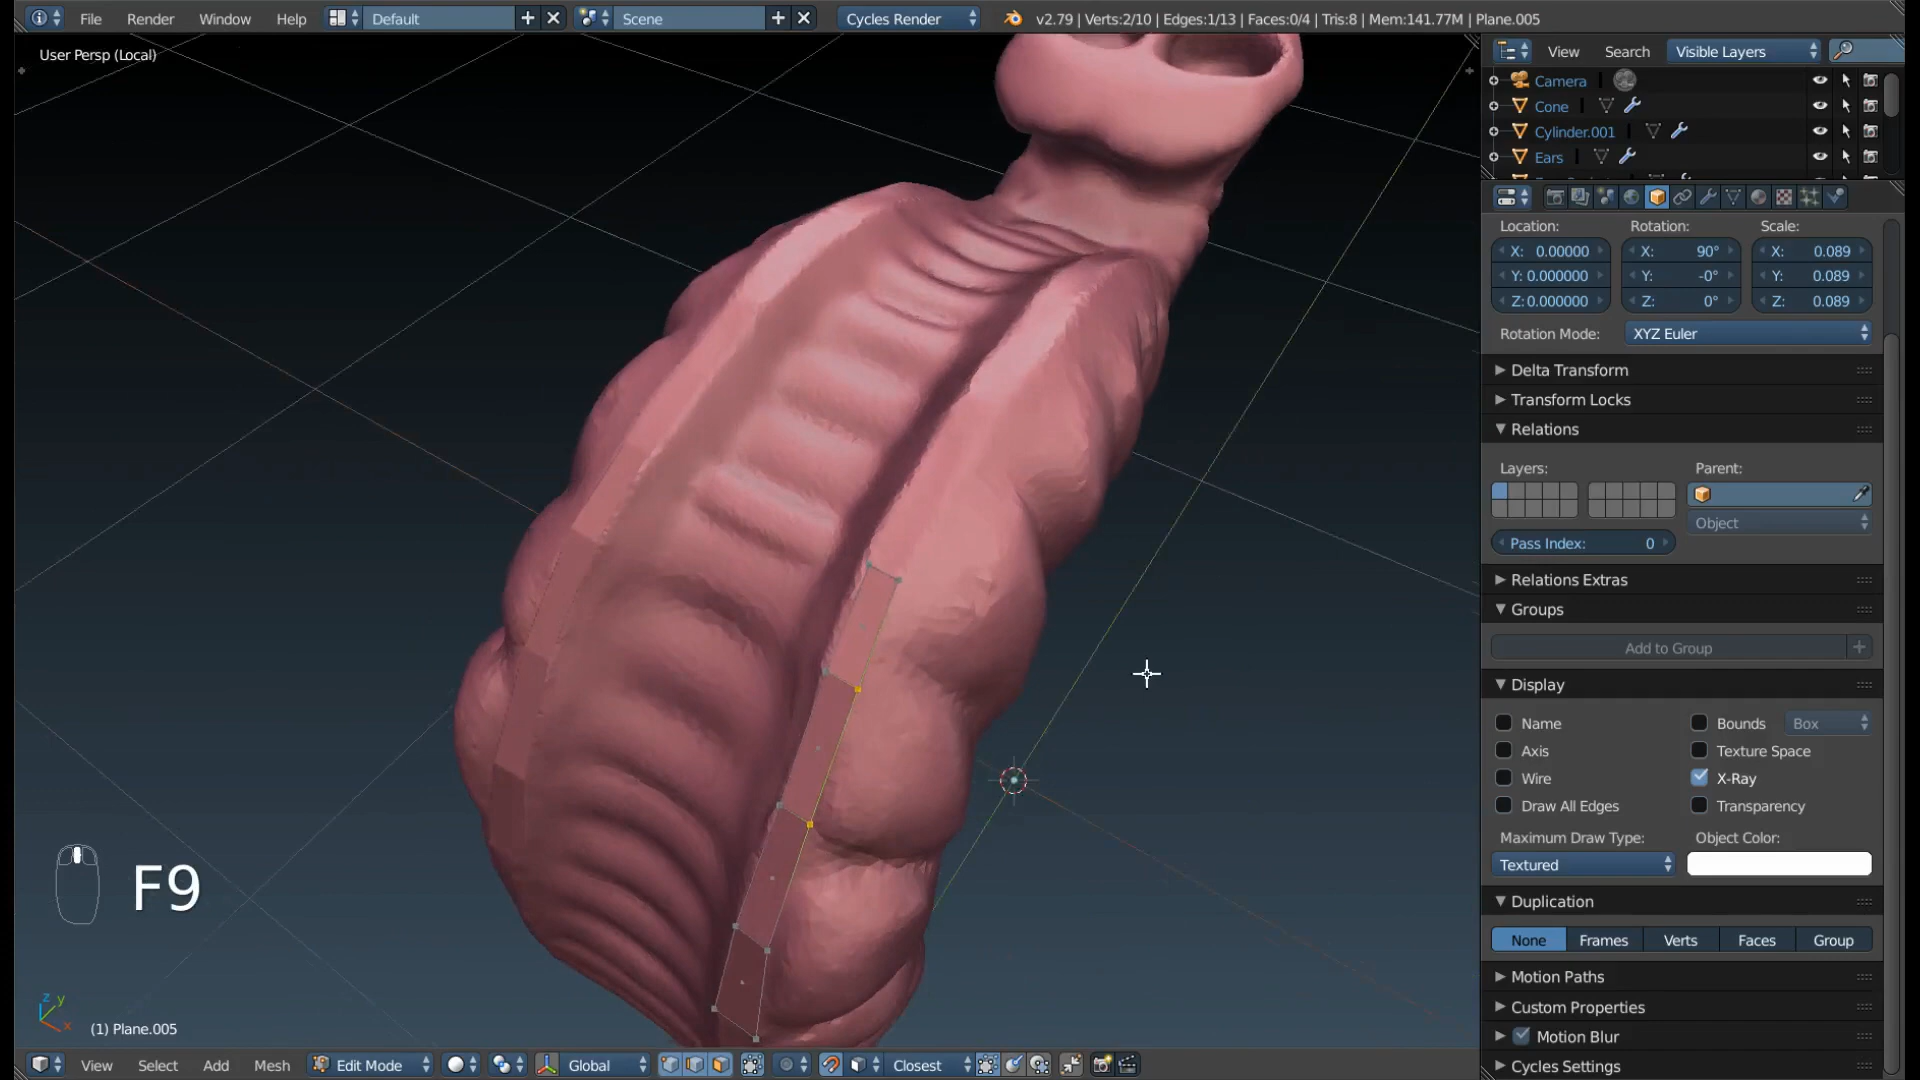 File Render Window Help Default Scene Cycles Render v2.79 | Verts:2/10 | Edges:1/13 | Faces:0/4 | Tris:8 | Mem:141.77M | Plane.005
User Persp (Local)
View Search Visible Layers
Camera
Cone
Cylinder.001
Ears
Location: Rotation: Scale:
X: 0.00000 X: 90° X: 0.089
Y: 0.000000 Y: -0° Y: 0.089
Z: 0.000000 Z: 0° Z: 0.089
Rotation Mode: XYZ Euler
Delta Transform
Transform Locks
Relations
Layers: Parent:
Object
Pass Index: 0
Relations Extras
Groups
Add to Group
Display
Name Bounds Box
Axis Texture Space
Wire X-Ray
Draw All Edges Transparency
Maximum Draw Type: Object Color:
Textured
Duplication
None Frames Verts Faces Group
Motion Paths
Custom Properties
Motion Blur
Cycles Settings
F9
z y
x
(1) Plane.005
View Select Add Mesh Edit Mode Global Closest